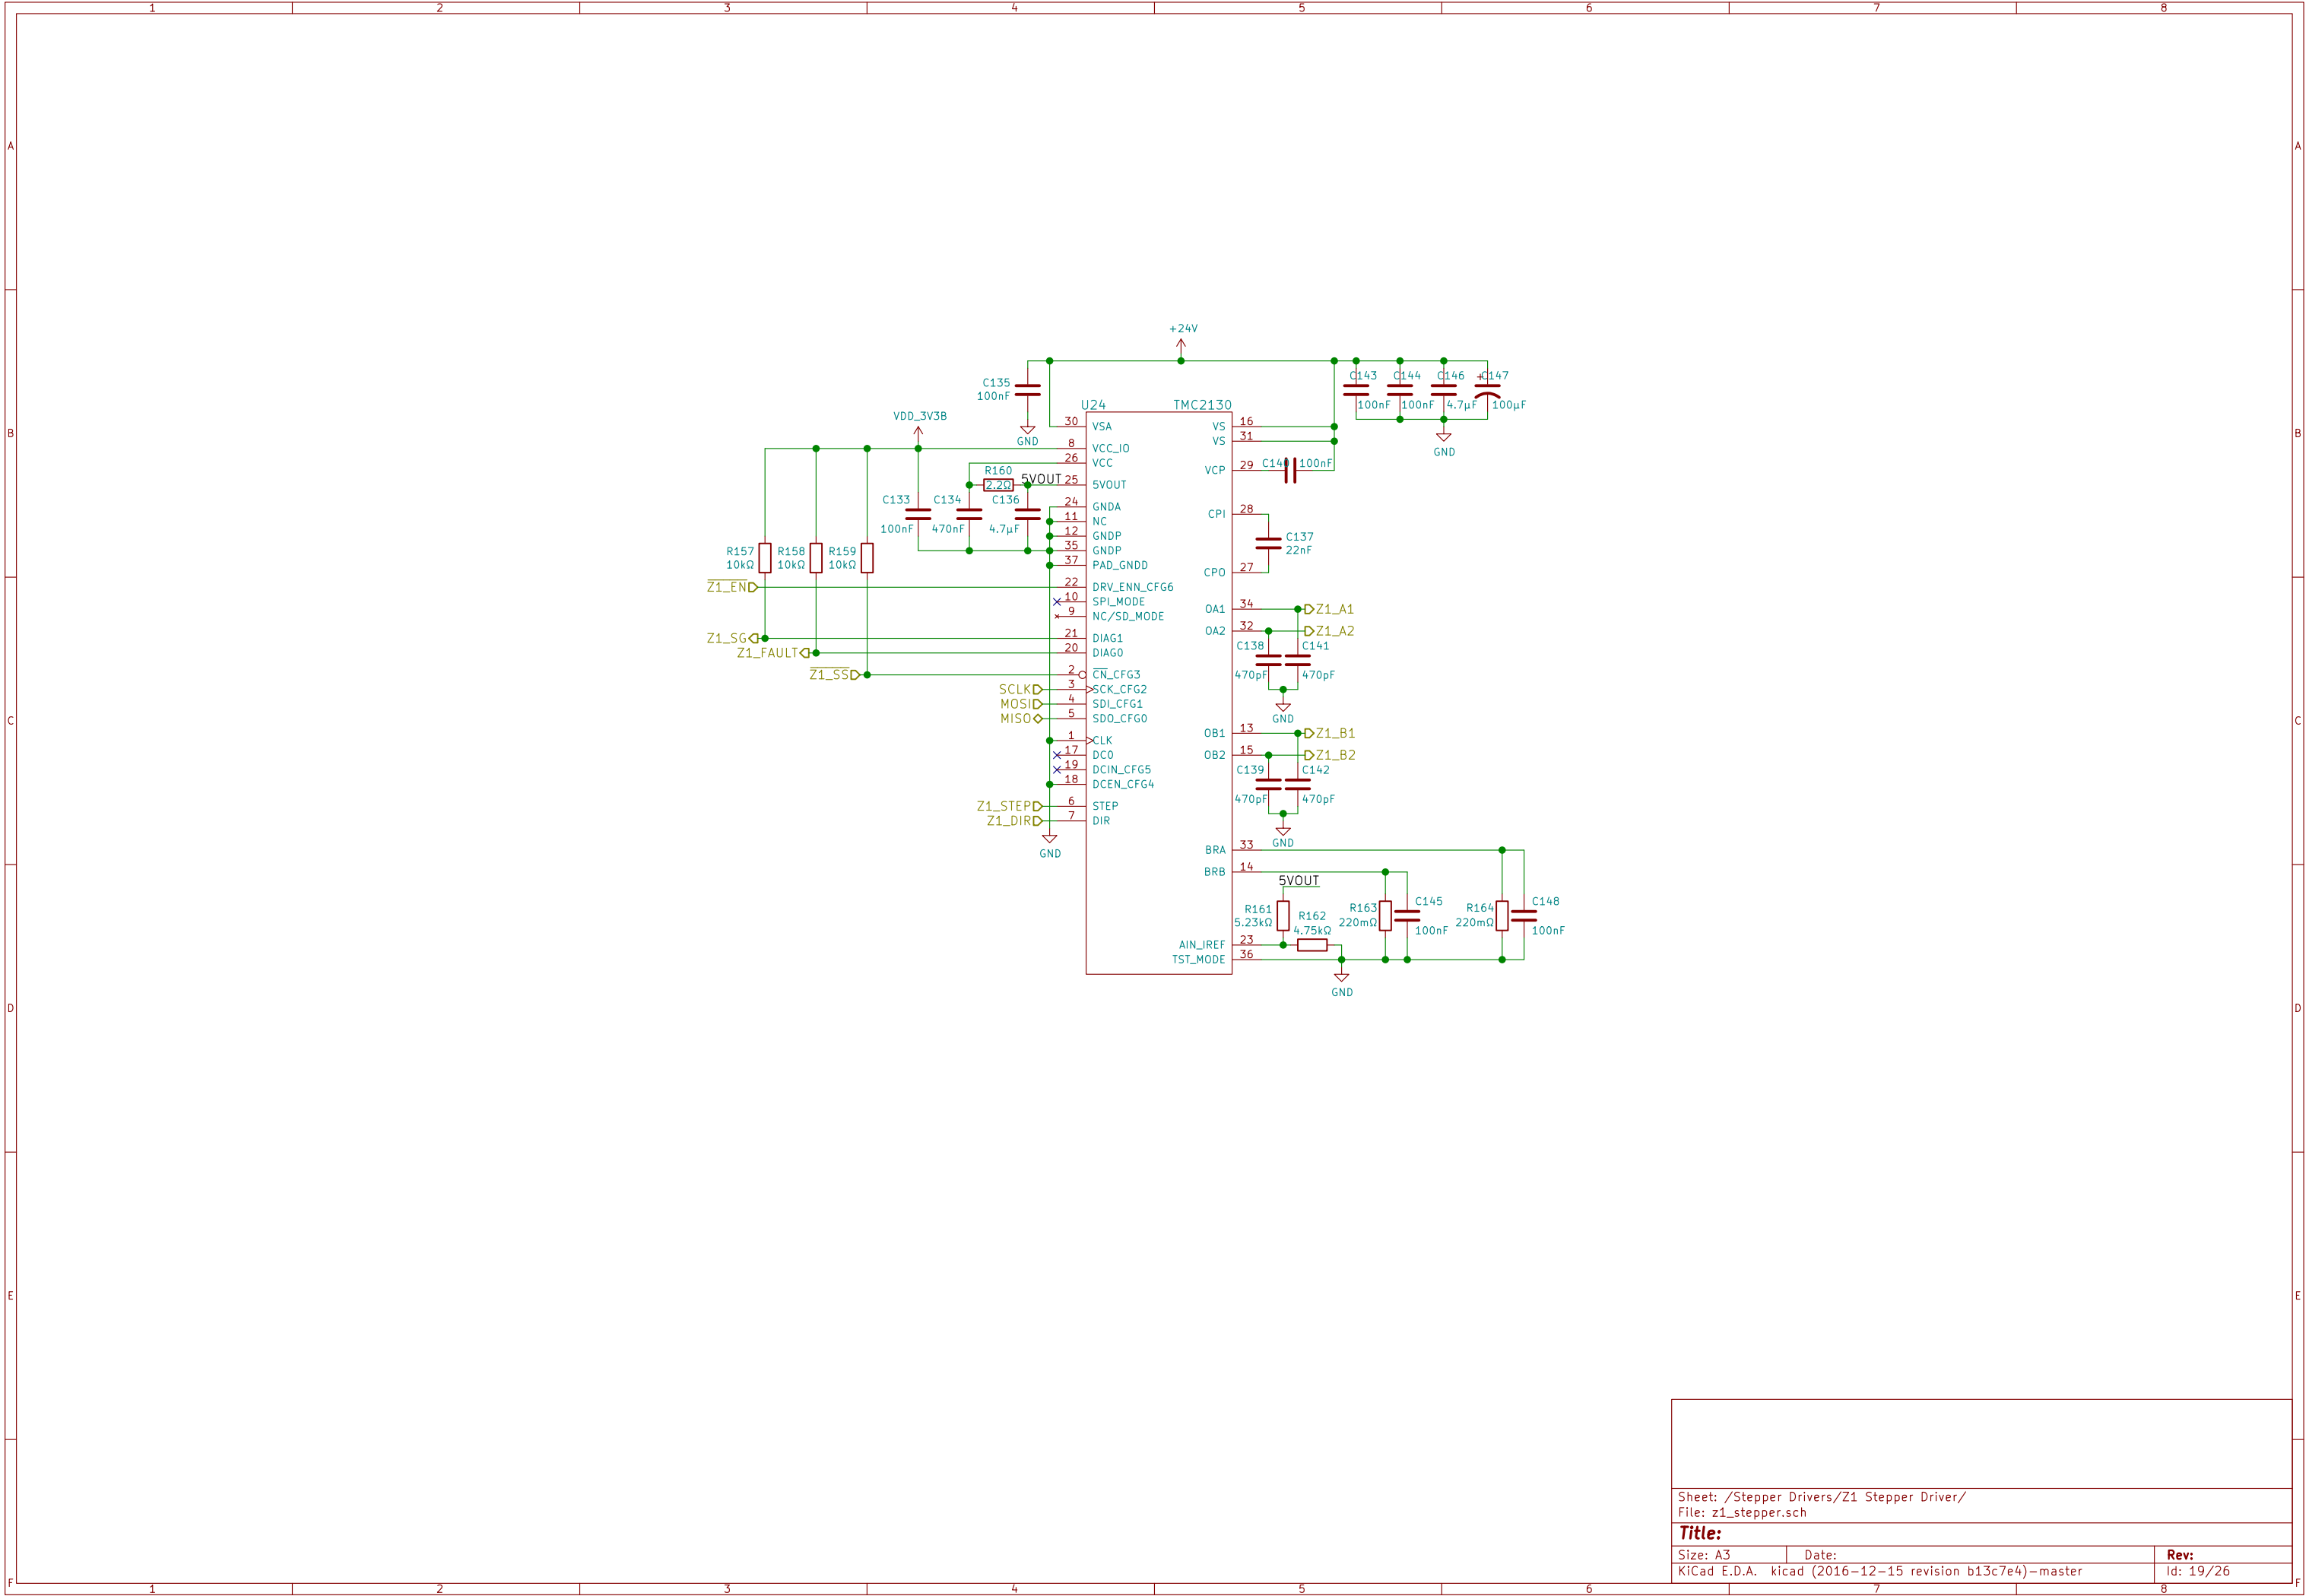 1 2 3 4 5 6 7 8
A A
+24V
C135
100nF
C143 C144 C146 + C147
100nF 100nF 4.7µF 100µF
GND
GND
U24 TMC2130
VDD_3V3B
30 VSA
8 VCC_IO
26 VCC
25 5VOUT
24 GNDA
11 NC
12 GNDP
35 GNDP
37 PAD_GNDD
22 DRV_ENN_CFG6
10 SPI_MODE
9 NC/SD_MODE
21 DIAG1
20 DIAG0
2 CN_CFG3
3 SCK_CFG2
4 SDI_CFG1
5 SDO_CFG0
1 CLK
17 DC0
19 DCIN_CFG5
18 DCEN_CFG4
6 STEP
7 DIR
VS 16
VS 31
VCP 29
CPI 28
CPO 27
OA1 34
OA2 32
OB1 13
OB2 15
BRA 33
BRB 14
AIN_IREF 23
TST_MODE 36
B B
R160
2.2Ω
5VOUT
C133
100nF
C134
470nF
C136
4.7µF
R157
10kΩ
R158
10kΩ
R159
10kΩ
Z1_EN
Z1_SG
Z1_FAULT
Z1_SS
SCLK
MOSI
MISO
Z1_STEP
Z1_DIR
GND
C140 100nF
C137
22nF
Z1_A1
Z1_A2
C138 C141
470pF 470pF
GND
C C
Z1_B1
Z1_B2
C139 C142
470pF 470pF
GND
5VOUT
R161
5.23kΩ
R162
4.75kΩ
R163
220mΩ
C145
100nF
R164
220mΩ
C148
100nF
GND
D D
E E
Sheet: /Stepper Drivers/Z1 Stepper Driver/
File: z1_stepper.sch
Title:
Size: A3 Date: Rev:
KiCad E.D.A. kicad (2016-12-15 revision b13c7e4)-master Id: 19/26
F F
1 2 3 4 5 6 7 8